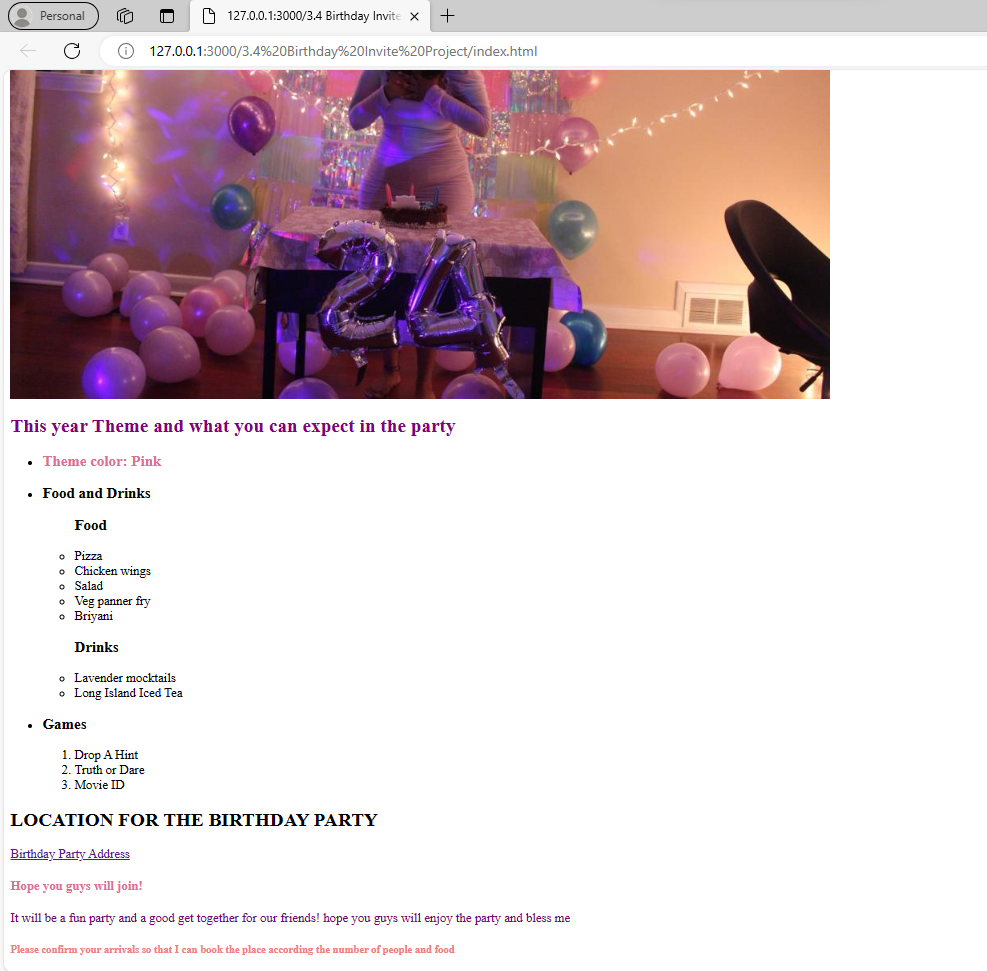 Personal
127.0.0.1:3000/3.4 Birthday Invite
127.0.0.1:3000/3.4%20Birthday%20Invite%20Project/index.html
24
This year Theme and what you can expect in the party
Theme color: Pink
Food and Drinks
Food
Pizza
Chicken wings
Salad
Veg panner fry
Briyani
Drinks
Lavender mocktails
Long Island Iced Tea
Games
1. Drop A Hint
2. Truth or Dare
3. Movie ID
LOCATION FOR THE BIRTHDAY PARTY
Birthday Party Address
Hope you guys will join!
It will be a fun party and a good get together for our friends! hope you guys will enjoy the party and bless me
Please confirm your arrivals so that I can book the place according the number of people and food